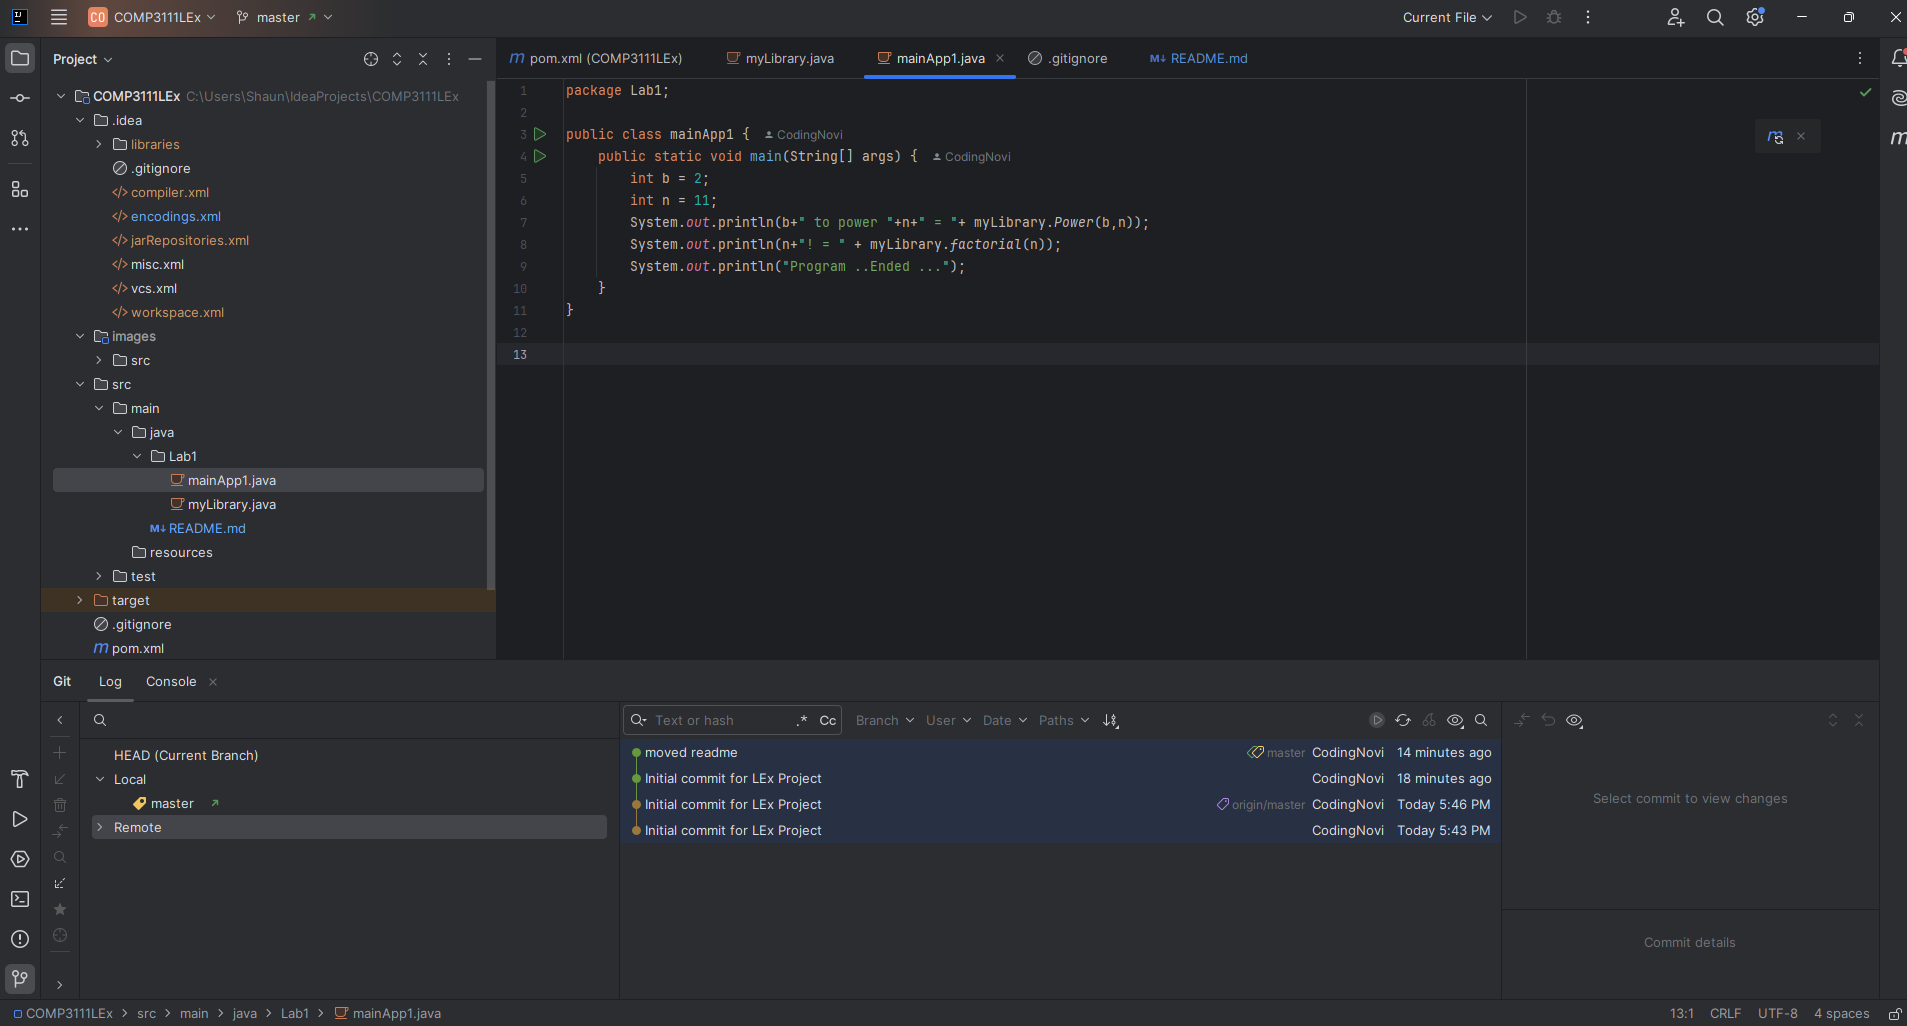 CO COMP3111LEx master Current File
Project
COMP3111LEx C:\Users\Shaun\IdeaProjects\COMP3111LEx
.idea
libraries
.gitignore
compiler.xml
encodings.xml
jarRepositories.xml
misc.xml
vcs.xml
workspace.xml
images
src
src
main
java
Lab1
mainApp1.java
myLibrary.java
README.md
resources
test
target
.gitignore
pom.xml
pom.xml (COMP3111LEx) myLibrary.java mainApp1.java .gitignore README.md
1 package Lab1;
2
3 public class mainApp1 { CodingNovi
4 public static void main(String[] args) { CodingNovi
5 int b = 2;
6 int n = 11;
7 System.out.println(b+" to power "+n+" = "+ myLibrary.Power(b,n));
8 System.out.println(n+"! = " + myLibrary.factorial(n));
9 System.out.println("Program ..Ended ...");
10 }
11 }
12
13
Git Log Console
HEAD (Current Branch)
Local
master
Remote
Text or hash .* Cc Branch User Date Paths
moved readme master CodingNovi 14 minutes ago
Initial commit for LEx Project CodingNovi 18 minutes ago
Initial commit for LEx Project origin/master CodingNovi Today 5:46 PM
Initial commit for LEx Project CodingNovi Today 5:43 PM
Select commit to view changes
Commit details
COMP3111LEx > src > main > java > Lab1 > mainApp1.java 13:1 CRLF UTF-8 4 spaces